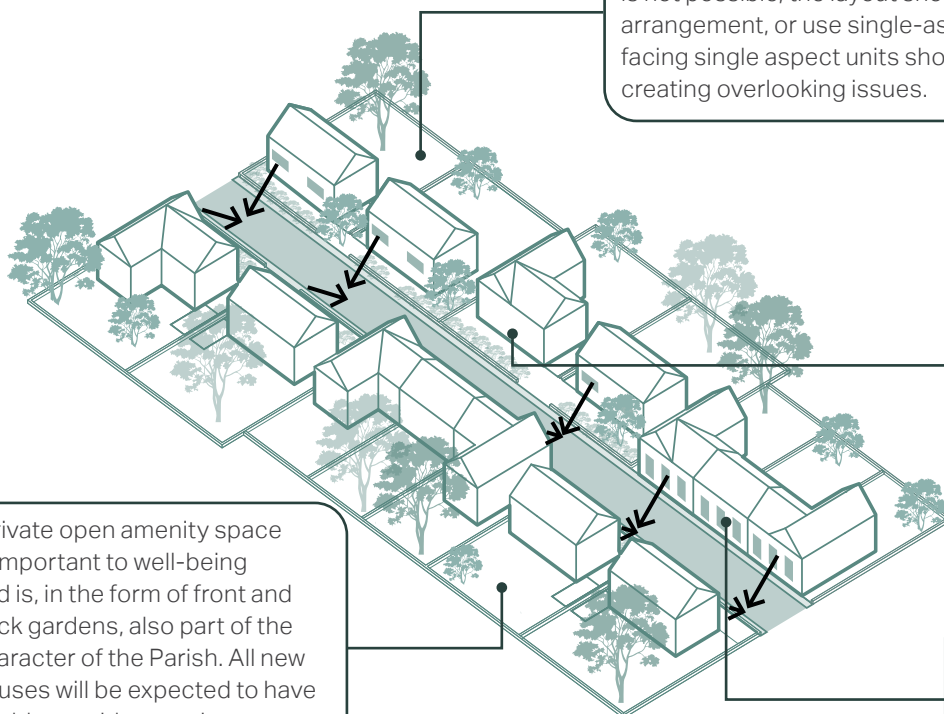 arrangement, or use single-as
facing single aspect units sho
creating overlooking issues.
rivate open amenity space
mportant to well-being
d is, in the form of front and
ck gardens, also part of the
aracter of the Parish. All new
uses will be expected to have